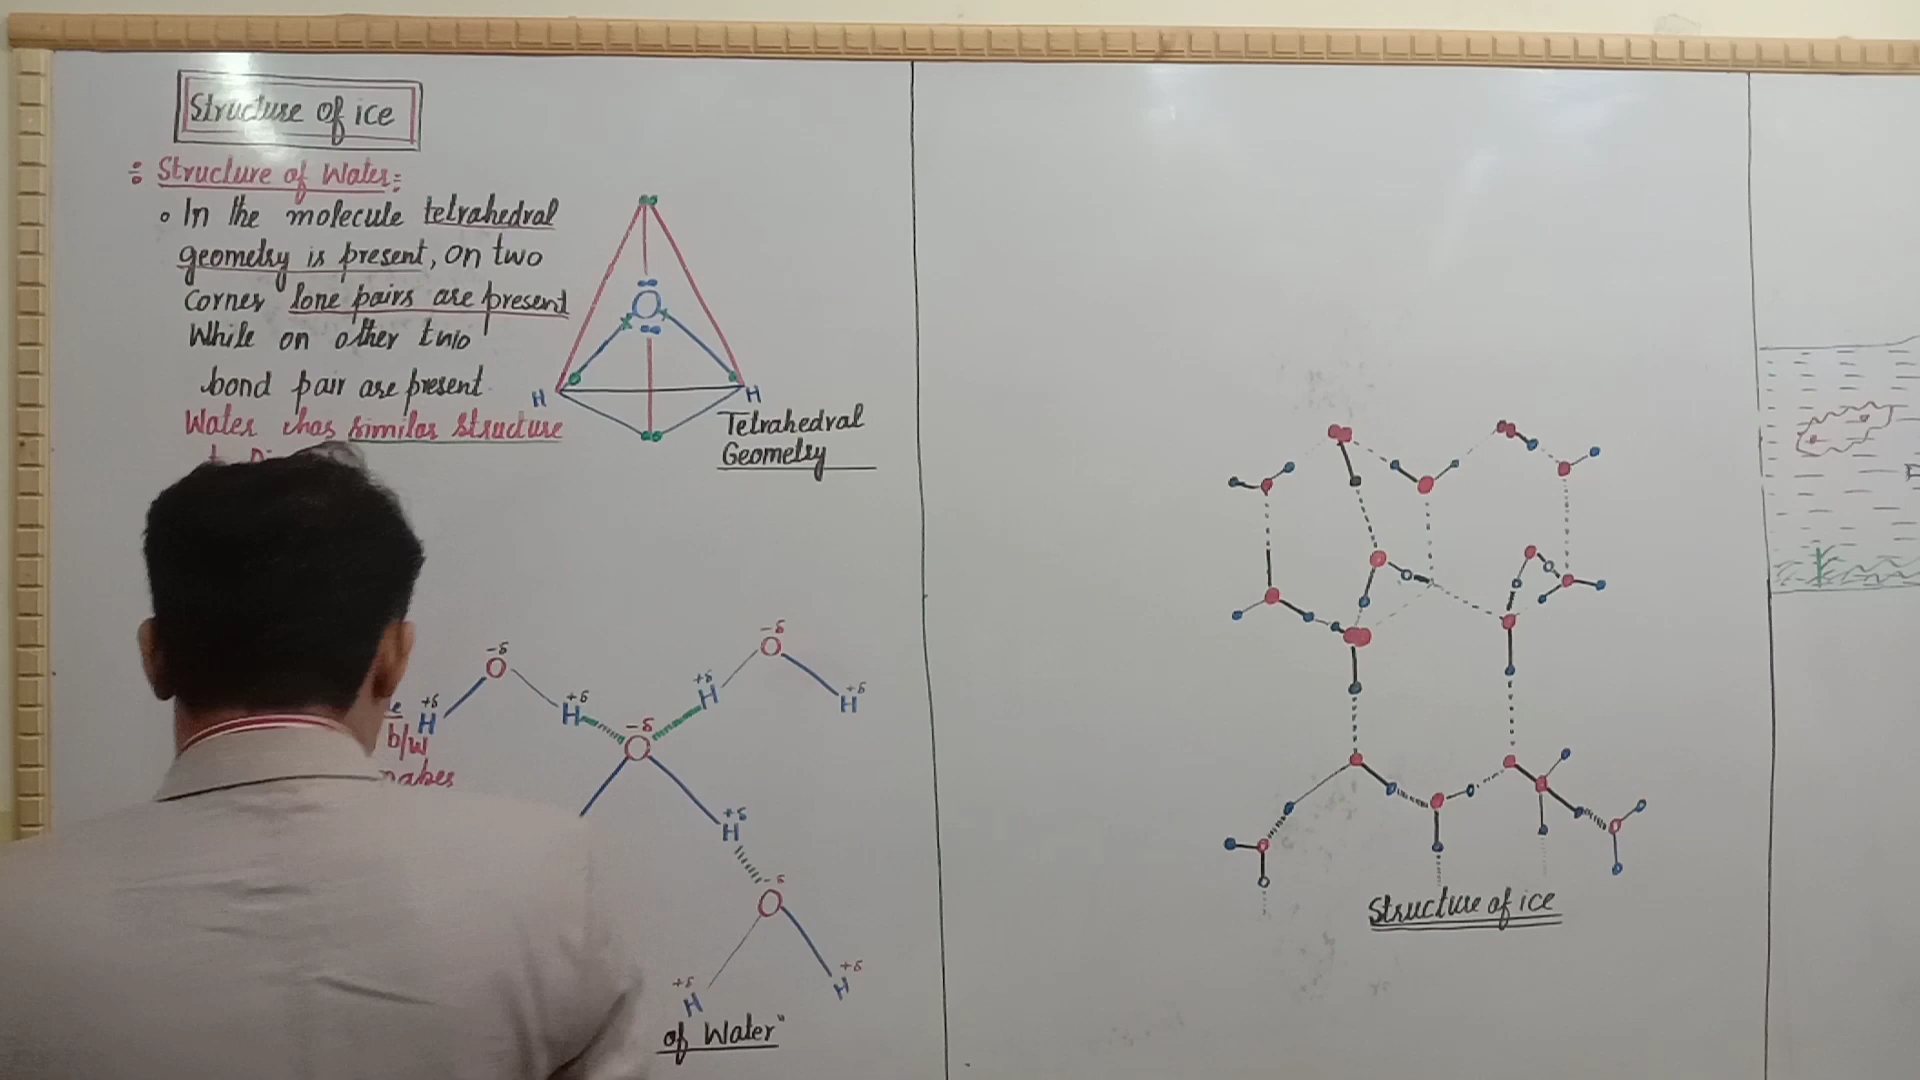 Structure of ice
÷ Structure of Water:
∘ In the molecule tetrahedral
geometry is present, on two
corner lone pairs are present
While on other two
bond pair are present
Water has similar structure
H
O
H
Tetrahedral
Geometry
-δ
O
-δ
O
+δ
H
+δ
H
+δ
H
+δ
H
-δ
O
b/w
+δ
H
-δ
O
+δ
H
+δ
H
of Water"
Structure of ice